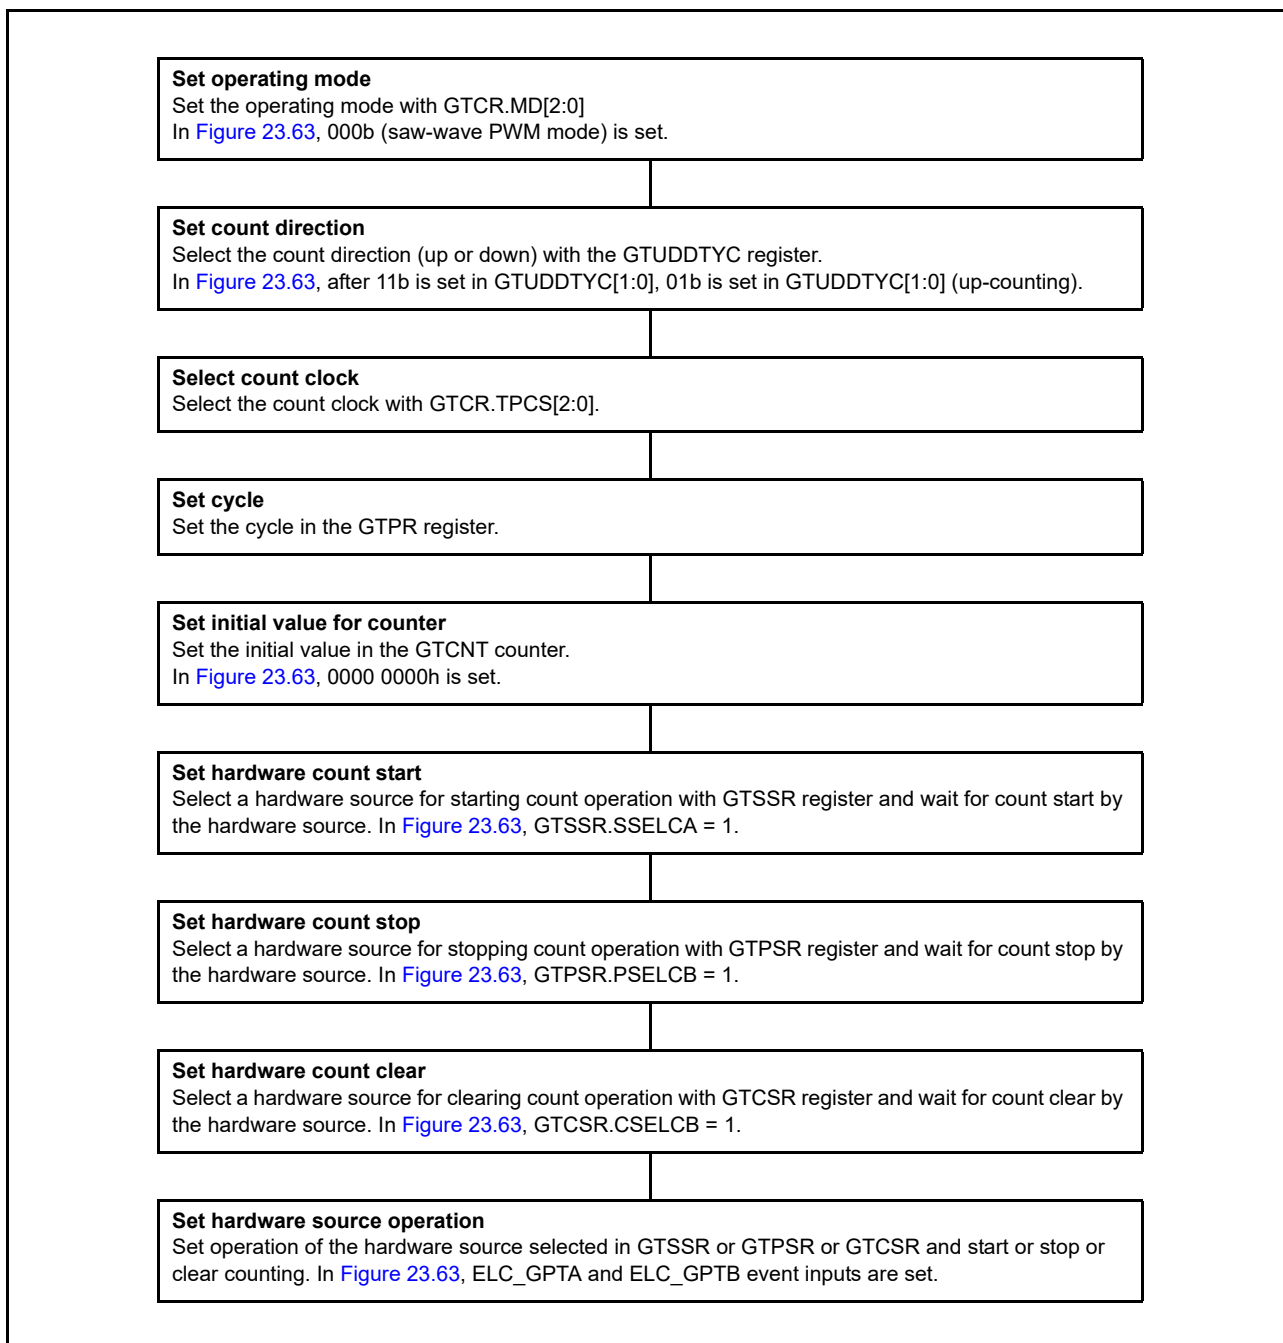 Set operating mode
Set the operating mode with GTCR.MD[2:0]
In Figure 23.63, 000b (saw-wave PWM mode) is set.
Set count direction
Select the count direction (up or down) with the GTUDDTYC register.
In Figure 23.63, after 11b is set in GTUDDTYC[1:0], 01b is set in GTUDDTYC[1:0] (up-counting).
Select count clock
Select the count clock with GTCR.TPCS[2:0].
Set cycle
Set the cycle in the GTPR register.
Set initial value for counter
Set the initial value in the GTCNT counter.
In Figure 23.63, 0000 0000h is set.
Set hardware count start
Select a hardware source for starting count operation with GTSSR register and wait for count start by
the hardware source. In Figure 23.63, GTSSR.SSELCA = 1.
Set hardware count stop
Select a hardware source for stopping count operation with GTPSR register and wait for count stop by
the hardware source. In Figure 23.63, GTPSR.PSELCB = 1.
Set hardware count clear
Select a hardware source for clearing count operation with GTCSR register and wait for count clear by
the hardware source. In Figure 23.63, GTCSR.CSELCB = 1.
Set hardware source operation
Set operation of the hardware source selected in GTSSR or GTPSR or GTCSR and start or stop or
clear counting. In Figure 23.63, ELC_GPTA and ELC_GPTB event inputs are set.